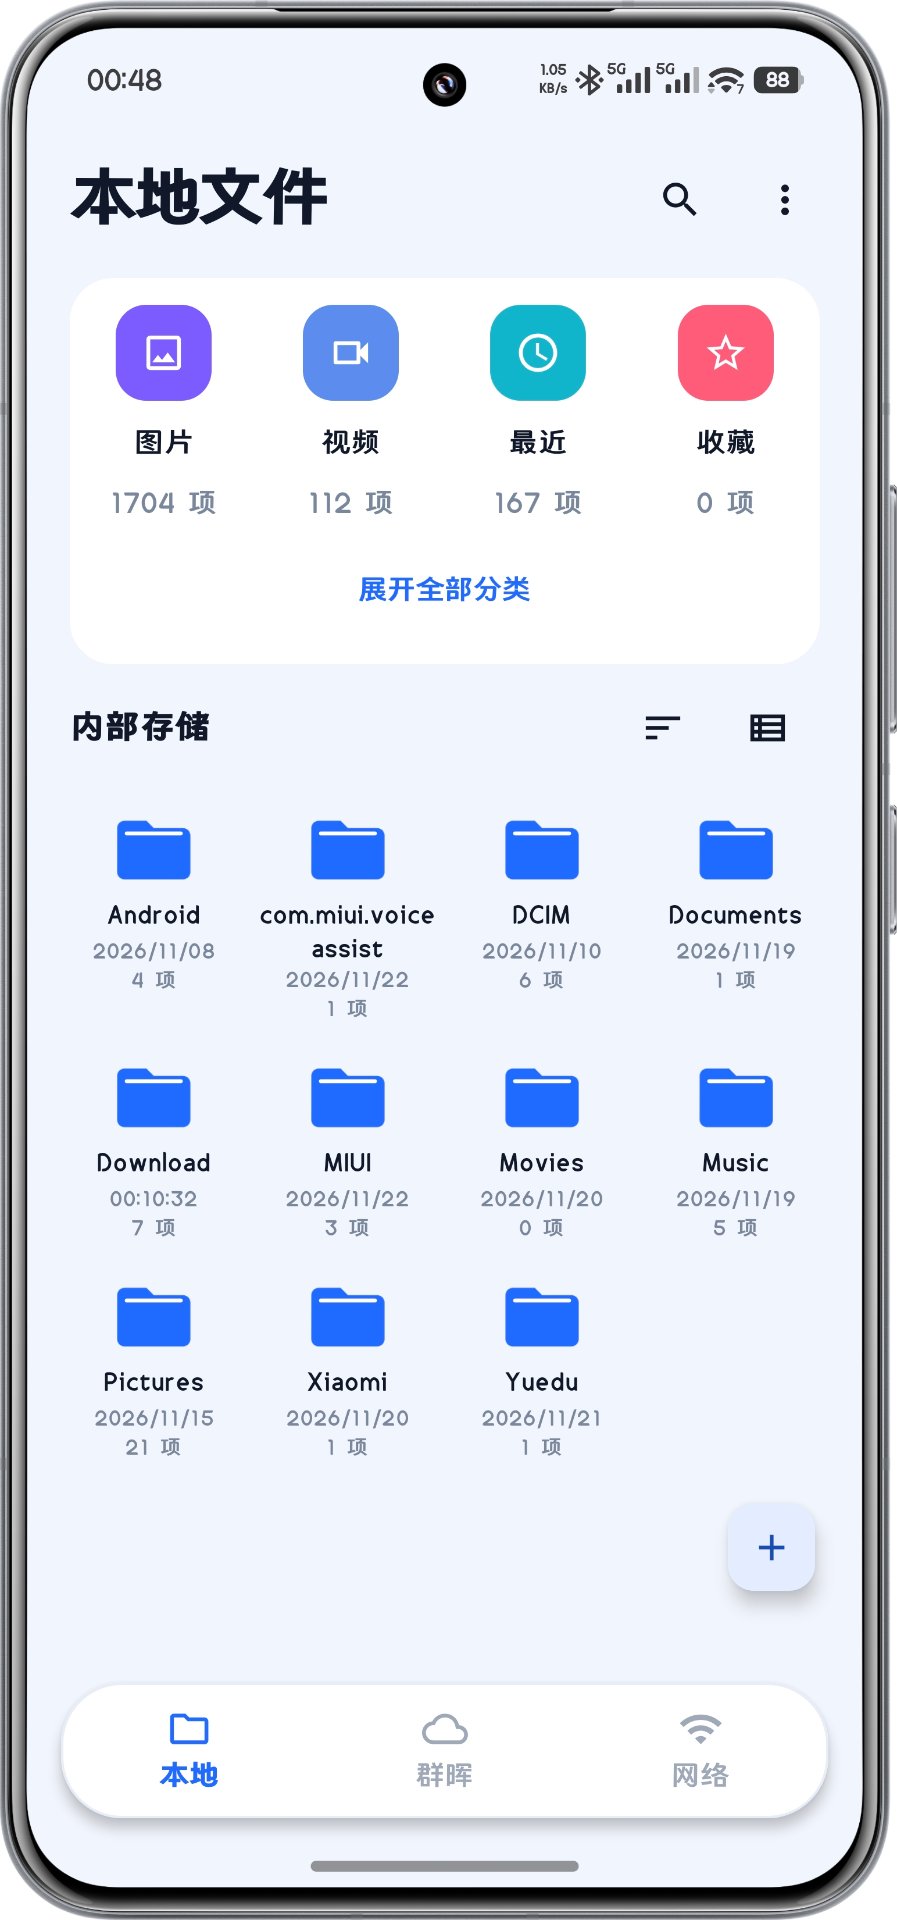 00:48
1.05 KB/s 5G 5G 7 88
本地文件
图片 视频 最近 收藏
1704 项 112 项 167 项 0 项
展开全部分类
内部存储
Android com.miui.voice DCIM Documents
assist
2026/11/08 2026/11/22 2026/11/10 2026/11/19
4 项 1 项 6 项 1 项
Download MIUI Movies Music
00:10:32 2026/11/22 2026/11/20 2026/11/19
7 项 3 项 0 项 5 项
Pictures Xiaomi Yuedu
2026/11/15 2026/11/20 2026/11/21
21 项 1 项 1 项
本地 群晖 网络